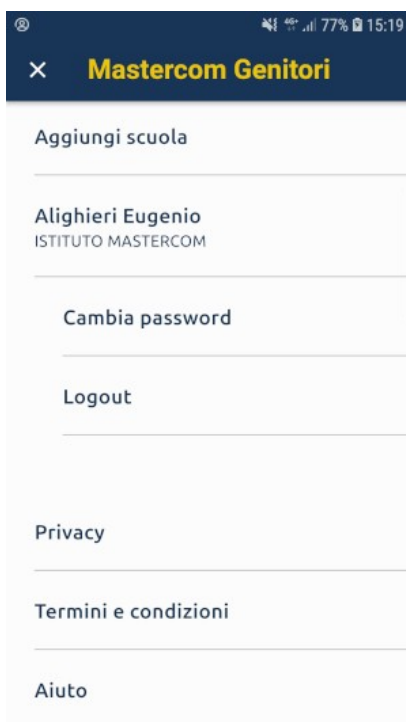 77% 15:19
Mastercom Genitori
Aggiungi scuola
Alighieri Eugenio
ISTITUTO MASTERCOM
Cambia password
Logout
Privacy
Termini e condizioni
Aiuto